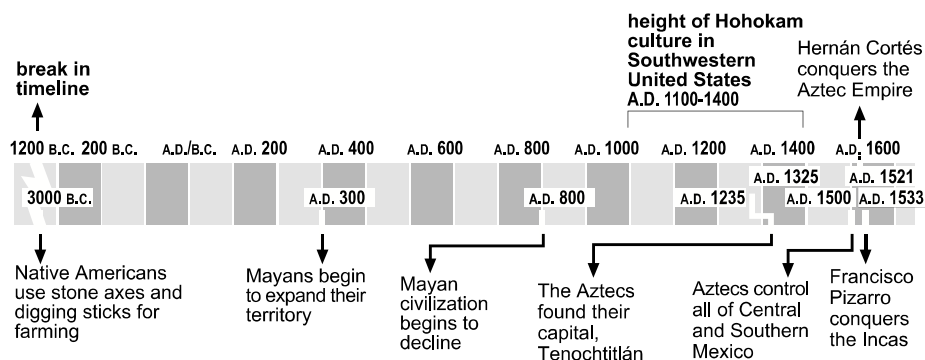 height of Hohokam
culture in
Southwestern
United States
A.D. 1100-1400
Hernán Cortés
conquers the
Aztec Empire
break in
timeline
1200 B.C. 200 B.C. A.D./B.C. A.D. 200 A.D. 400 A.D. 600 A.D. 800 A.D. 1000 A.D. 1200 A.D. 1400 A.D. 1600
A.D. 1325 A.D. 1521
3000 B.C. A.D. 300 A.D. 800 A.D. 1235 A.D. 1500 A.D. 1533
Native Americans
use stone axes and
digging sticks for
farming
Mayans begin
to expand their
territory
Mayan
civilization
begins to
decline
The Aztecs
found their
capital,
Tenochtitlán
Aztecs control
all of Central
and Southern
Mexico
Francisco
Pizarro
conquers
the Incas